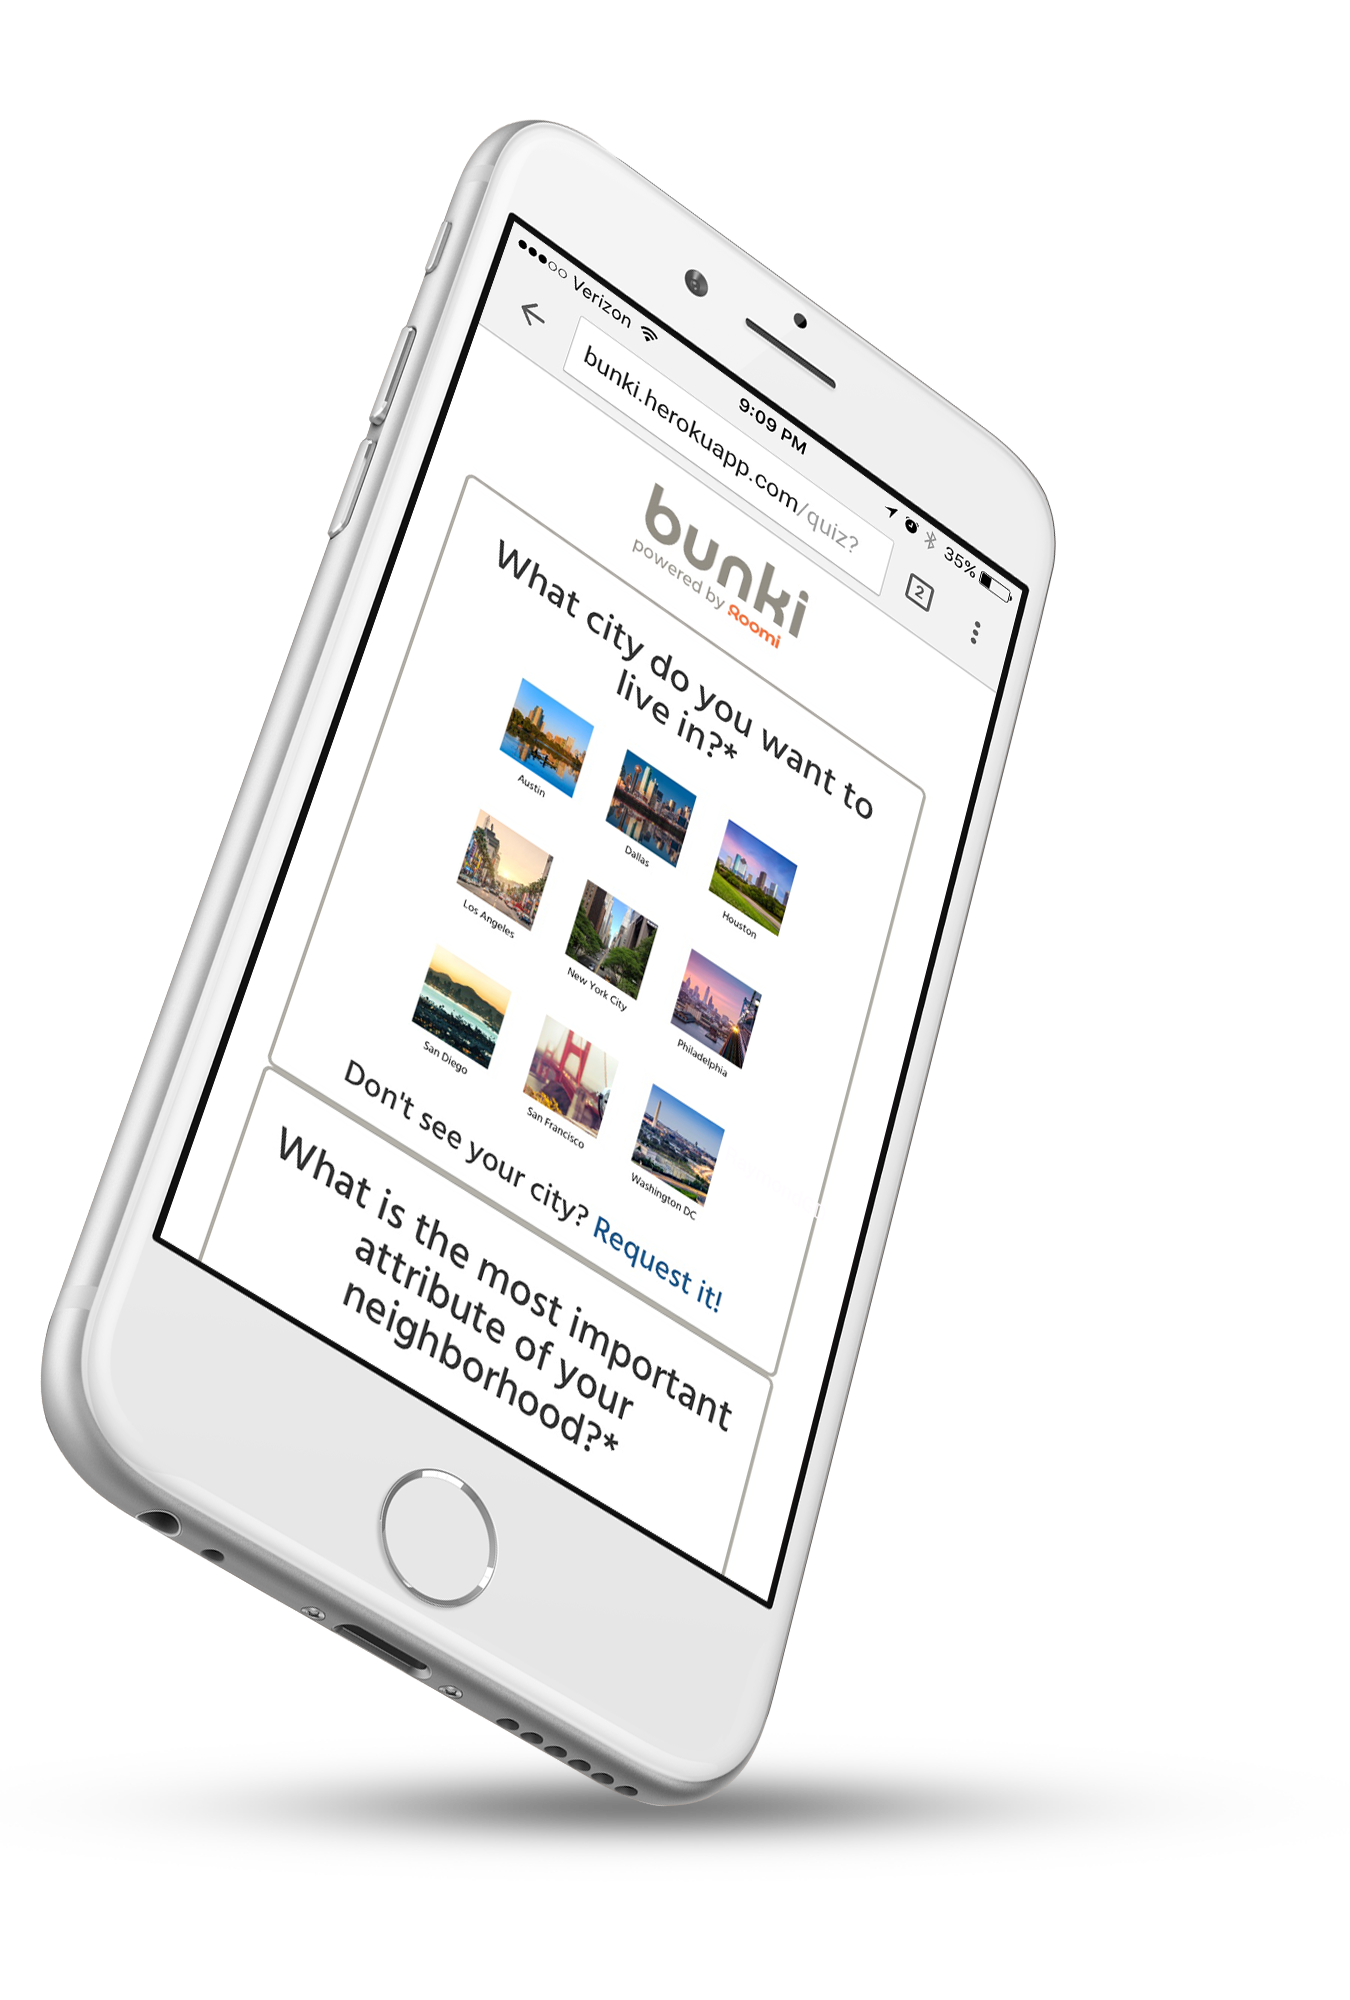 Verizon 9:09 PM 35%
bunki.herokuapp.com/quiz? 2
bunki
powered by Roomi
What city do you want to
live in?*
Austin
Dallas
Houston
Los Angeles
New York City
Philadelphia
San Diego
San Francisco
Washington DC
Don't see your city? Request it!
What is the most important
attribute of your
neighborhood?*